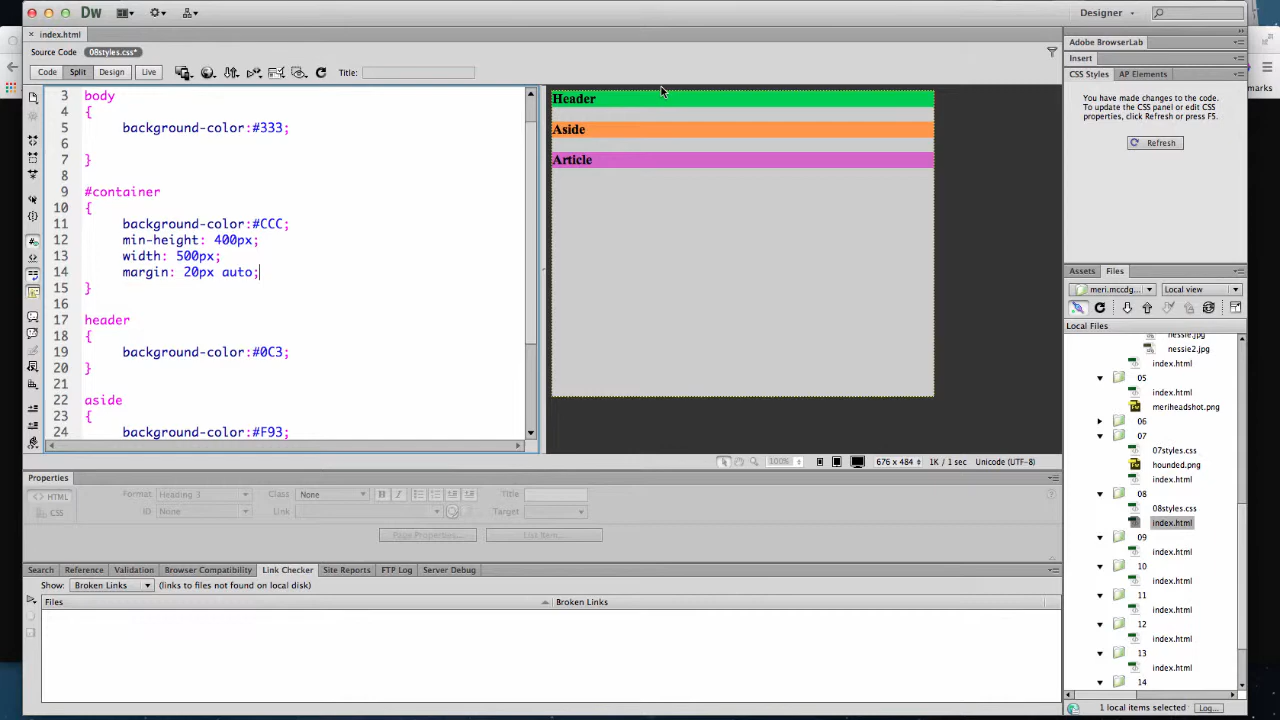 Dw
Designer
index.html
Source Code
08styles.css*
Code
Split
Design
Live
Title:
3 body
4 {
5 background-color:#333;
6
7 }
8
9 #container
10 {
11 background-color:#CCC;
12 min-height: 400px;
13 width: 500px;
14 margin: 20px auto;
15 }
16
17 header
18 {
19 background-color:#0C3;
20 }
21
22 aside
23 {
24 background-color:#F93;
Header
Aside
Article
100%
676 x 484
1K / 1 sec
Unicode (UTF-8)
Adobe BrowserLab
Insert
CSS Styles
AP Elements
You have made changes to the code.
To update the CSS panel or edit CSS
properties, click Refresh or press F5.
Refresh
Assets
Files
meri.mccdg...
Local view
Local Files
nessie.jpg
nessie2.jpg
index.html
05
index.html
meriheadshot.png
06
07
07styles.css
hounded.png
index.html
08
08styles.css
index.html
09
index.html
10
index.html
11
index.html
12
index.html
13
index.html
14
1 local items selected
Log...
marks
Properties
HTML
CSS
Format
Heading 3
Class
None
B
I
Title
ID
None
Link
Target
Page Properties...
List Item...
Search
Reference
Validation
Browser Compatibility
Link Checker
Site Reports
FTP Log
Server Debug
Show:
Broken Links
(links to files not found on local disk)
Files
Broken Links